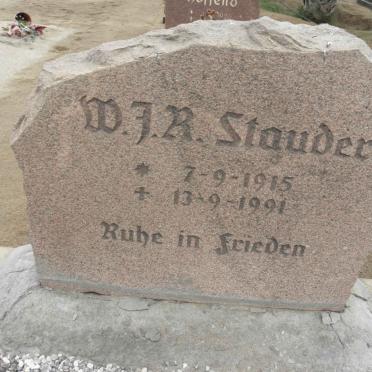 W.J.R. Stauder
* 7-9-1915
+ 13-9-1991
Ruhe in Frieden